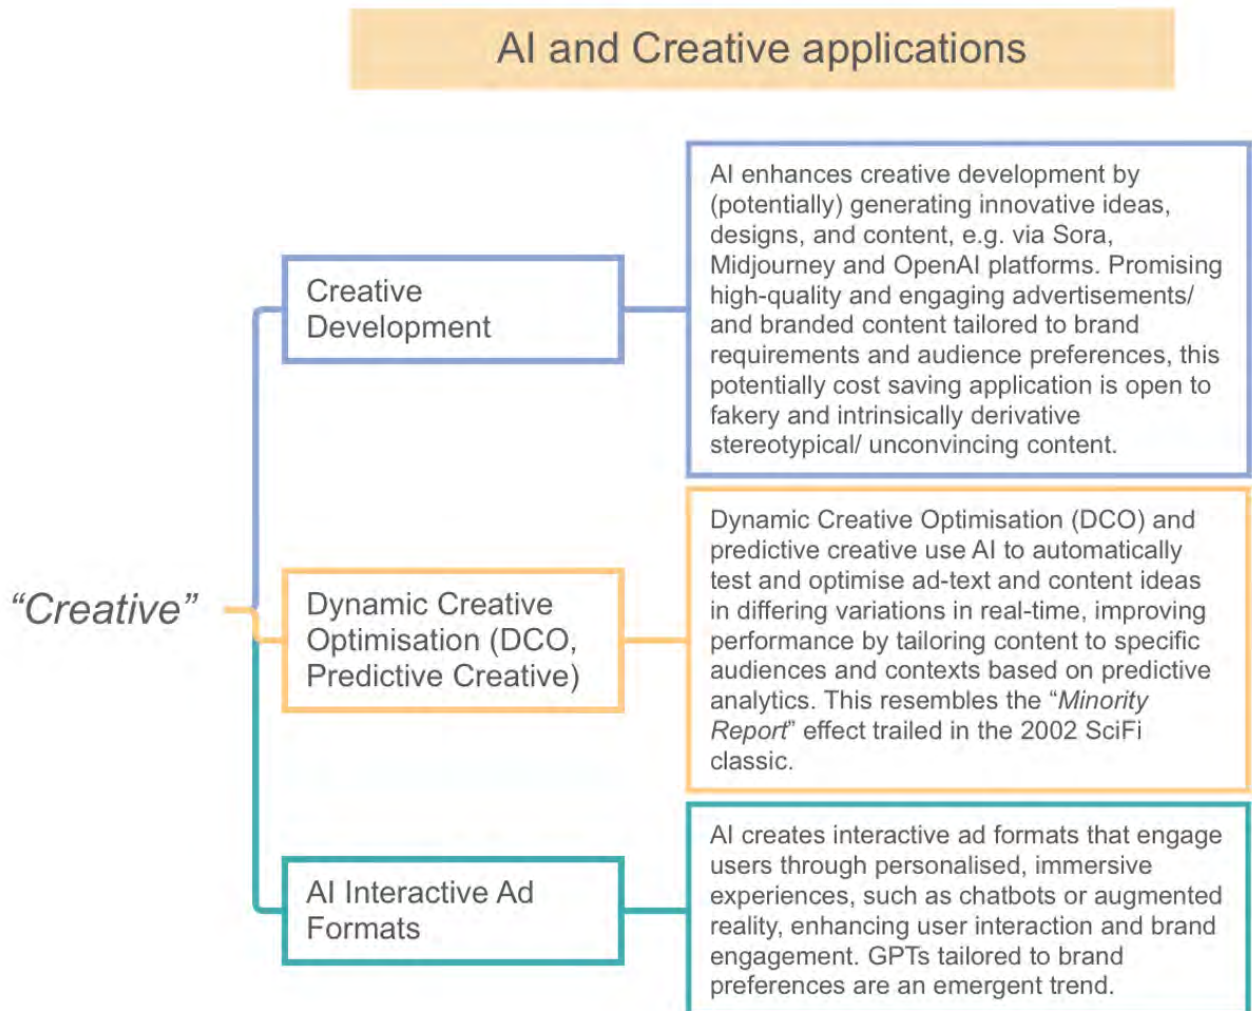 AI and Creative applications
“Creative”
Creative
Development
AI enhances creative development by
(potentially) generating innovative ideas,
designs, and content, e.g. via Sora,
Midjourney and OpenAI platforms. Promising
high-quality and engaging advertisements/
and branded content tailored to brand
requirements and audience preferences, this
potentially cost saving application is open to
fakery and intrinsically derivative
stereotypical/ unconvincing content.
Dynamic Creative
Optimisation (DCO,
Predictive Creative)
Dynamic Creative Optimisation (DCO) and
predictive creative use AI to automatically
test and optimise ad-text and content ideas
in differing variations in real-time, improving
performance by tailoring content to specific
audiences and contexts based on predictive
analytics. This resembles the “Minority
Report” effect trailed in the 2002 SciFi
classic.
AI Interactive Ad
Formats
AI creates interactive ad formats that engage
users through personalised, immersive
experiences, such as chatbots or augmented
reality, enhancing user interaction and brand
engagement. GPTs tailored to brand
preferences are an emergent trend.